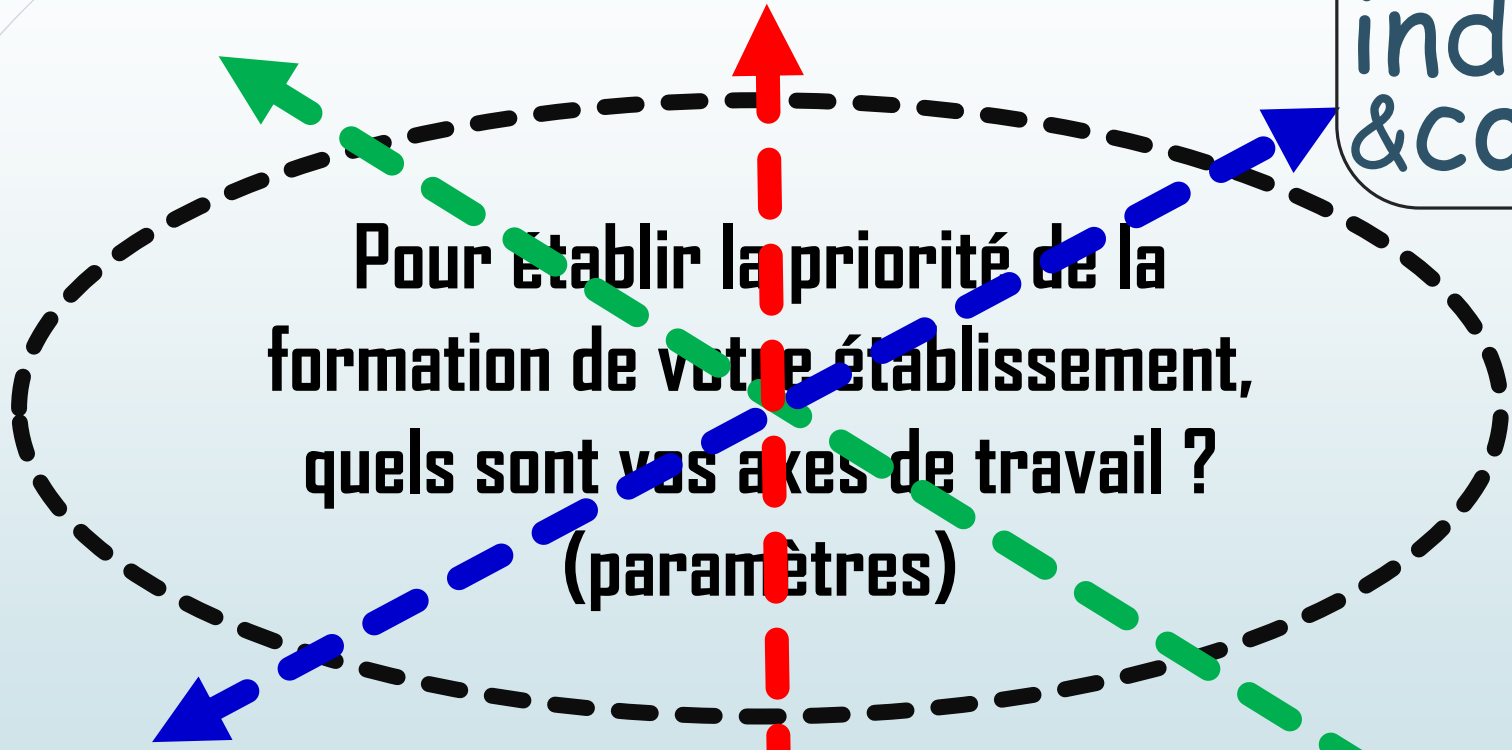 ind
&co
Pour établir la priorité de la
formation de votre établissement,
quels sont vos axes de travail ?
(paramètres)